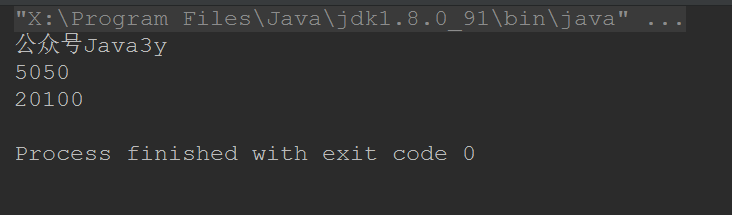 "X:\Program Files\Java\jdk1.8.0_91\bin\java" ...
公众号Java3y
5050
20100
Process finished with exit code 0